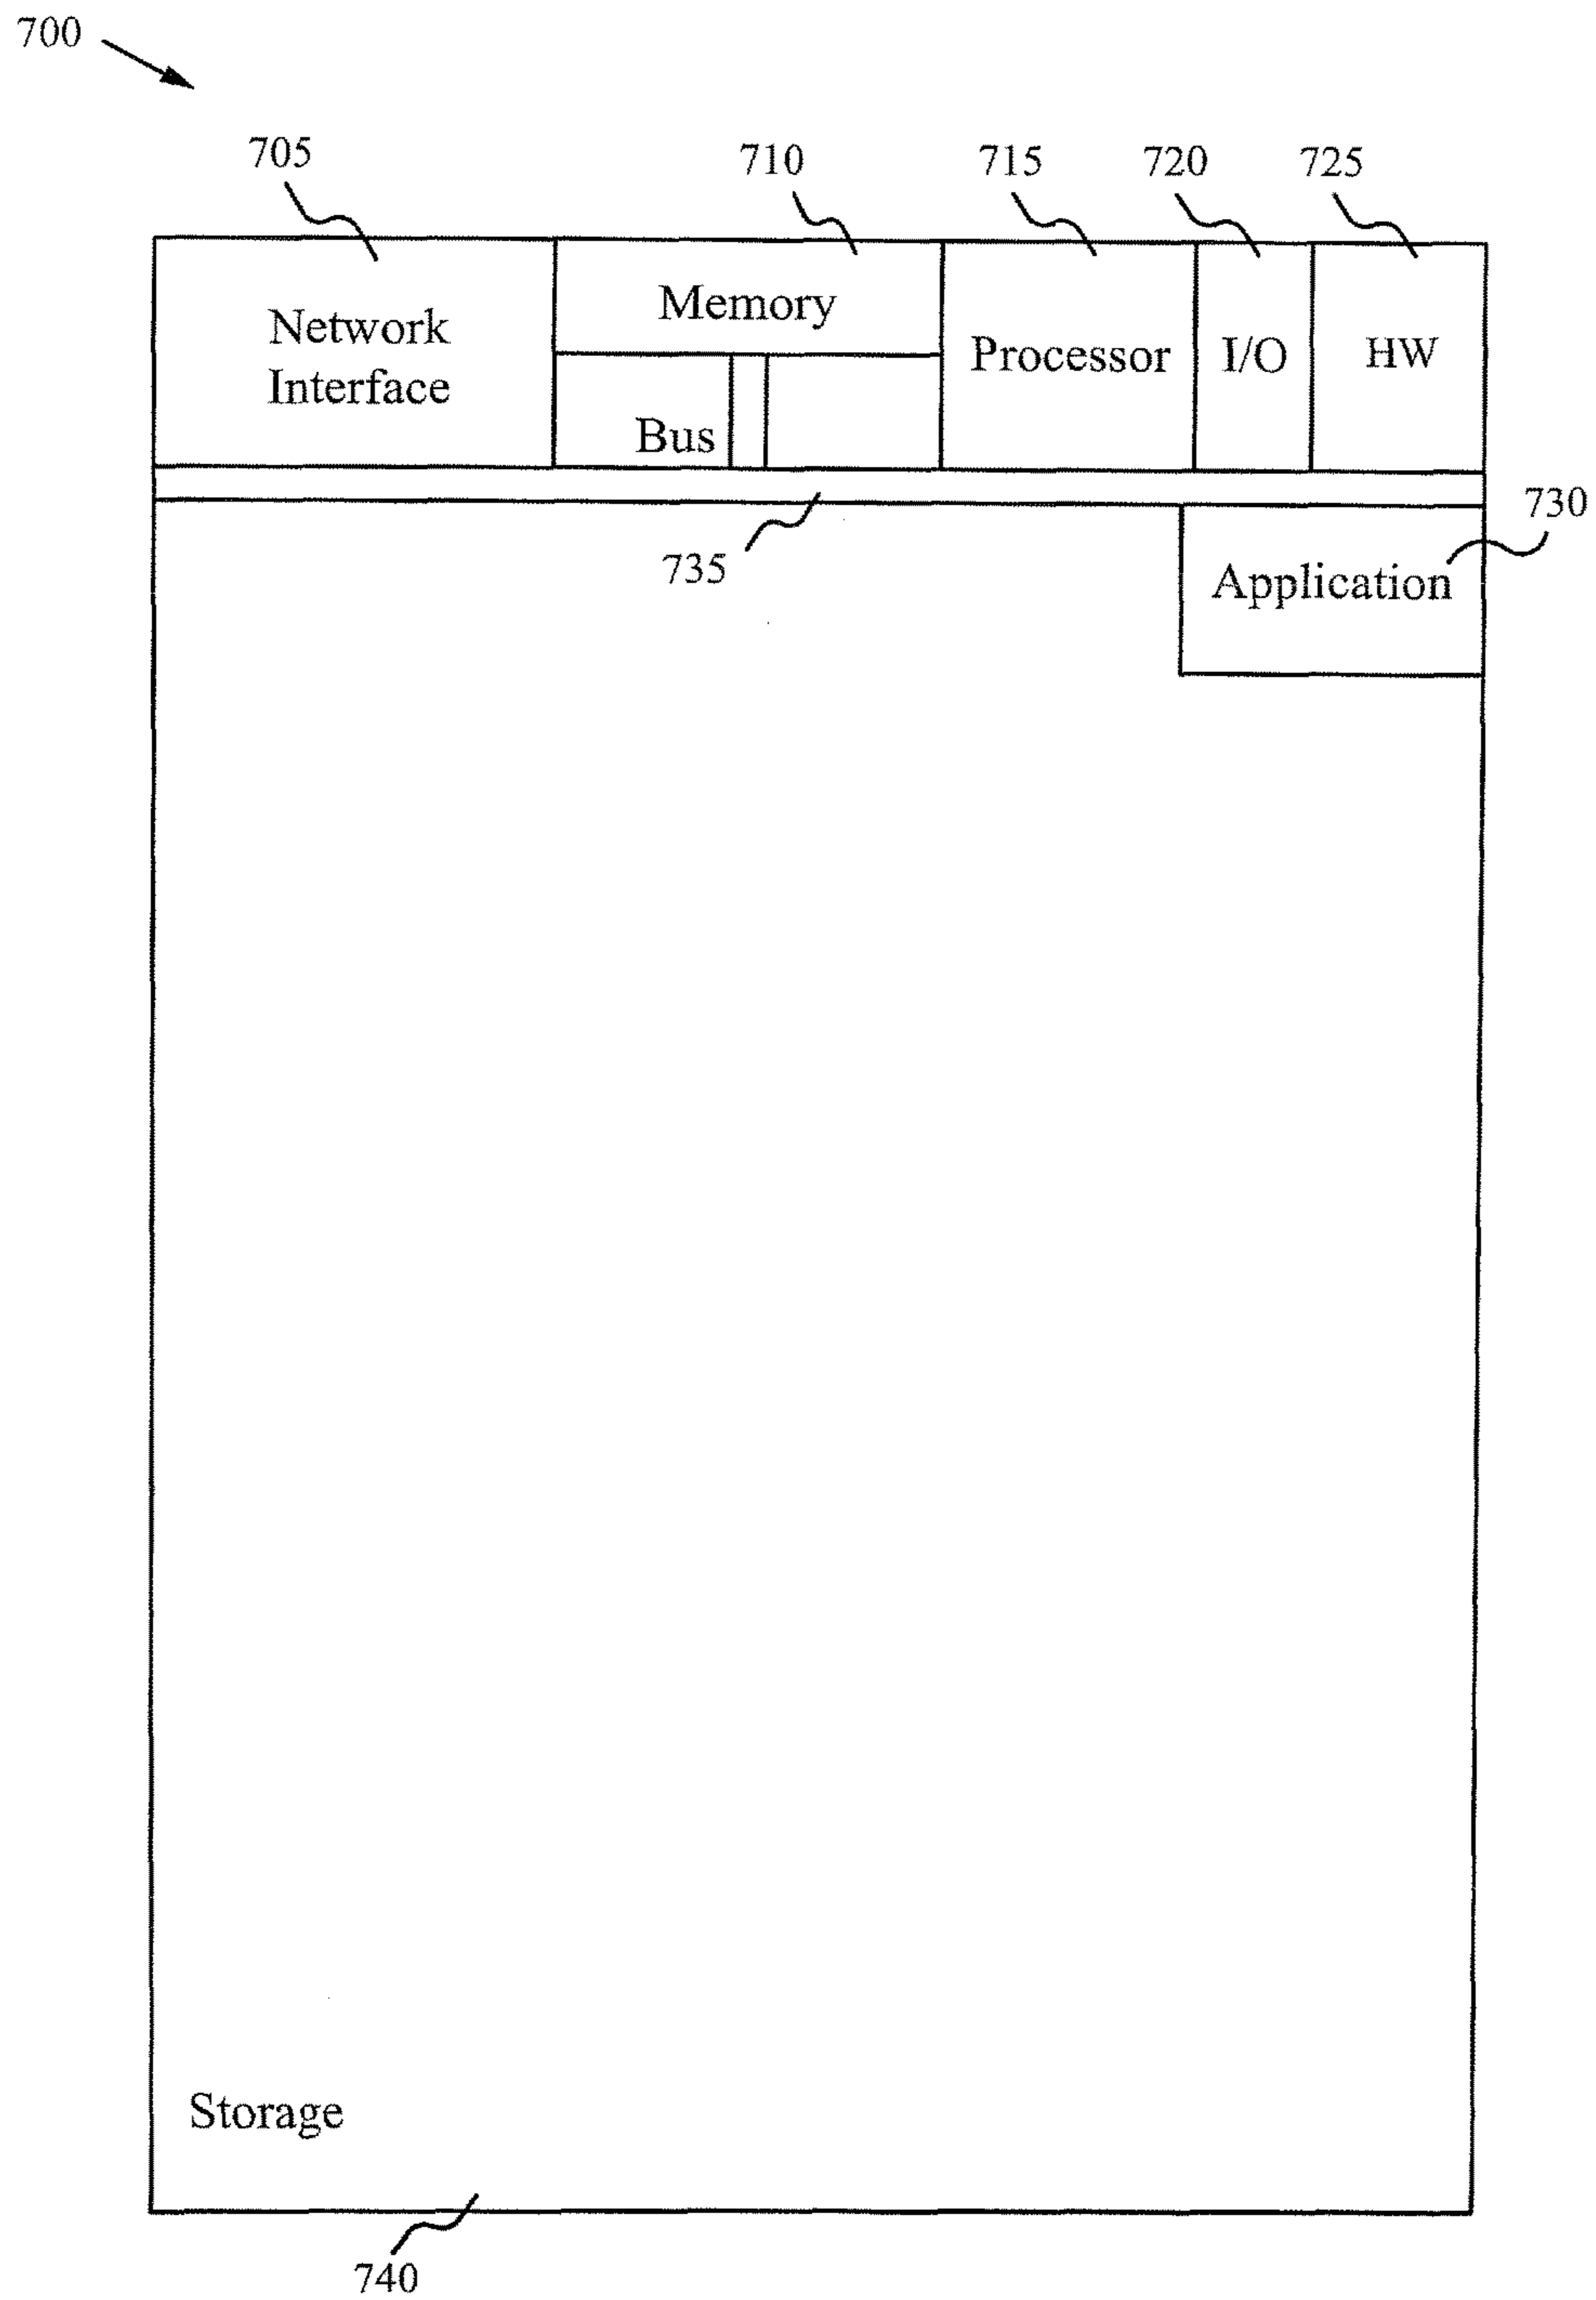 700
705
710
715
720
725
Network
Interface
Memory
Bus
Processor
I/O
HW
735
730
Application
Storage
740